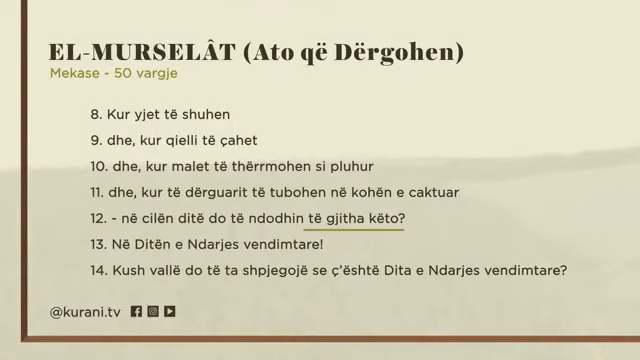 EL-MURSELÂT (Ato që Dërgohen)
Mekase - 50 vargje
8. Kur yjet të shuhen
9. dhe, kur qielli të çahet
10. dhe, kur malet të thërrmohen si pluhur
11. dhe, kur të dërguarit të tubohen në kohën e caktuar
12. - në cilën ditë do të ndodhin të gjitha këto?
13. Në Ditën e Ndarjes vendimtare!
14. Kush vallë do të ta shpjegojë se ç'është Dita e Ndarjes vendimtare?
@kurani.tv